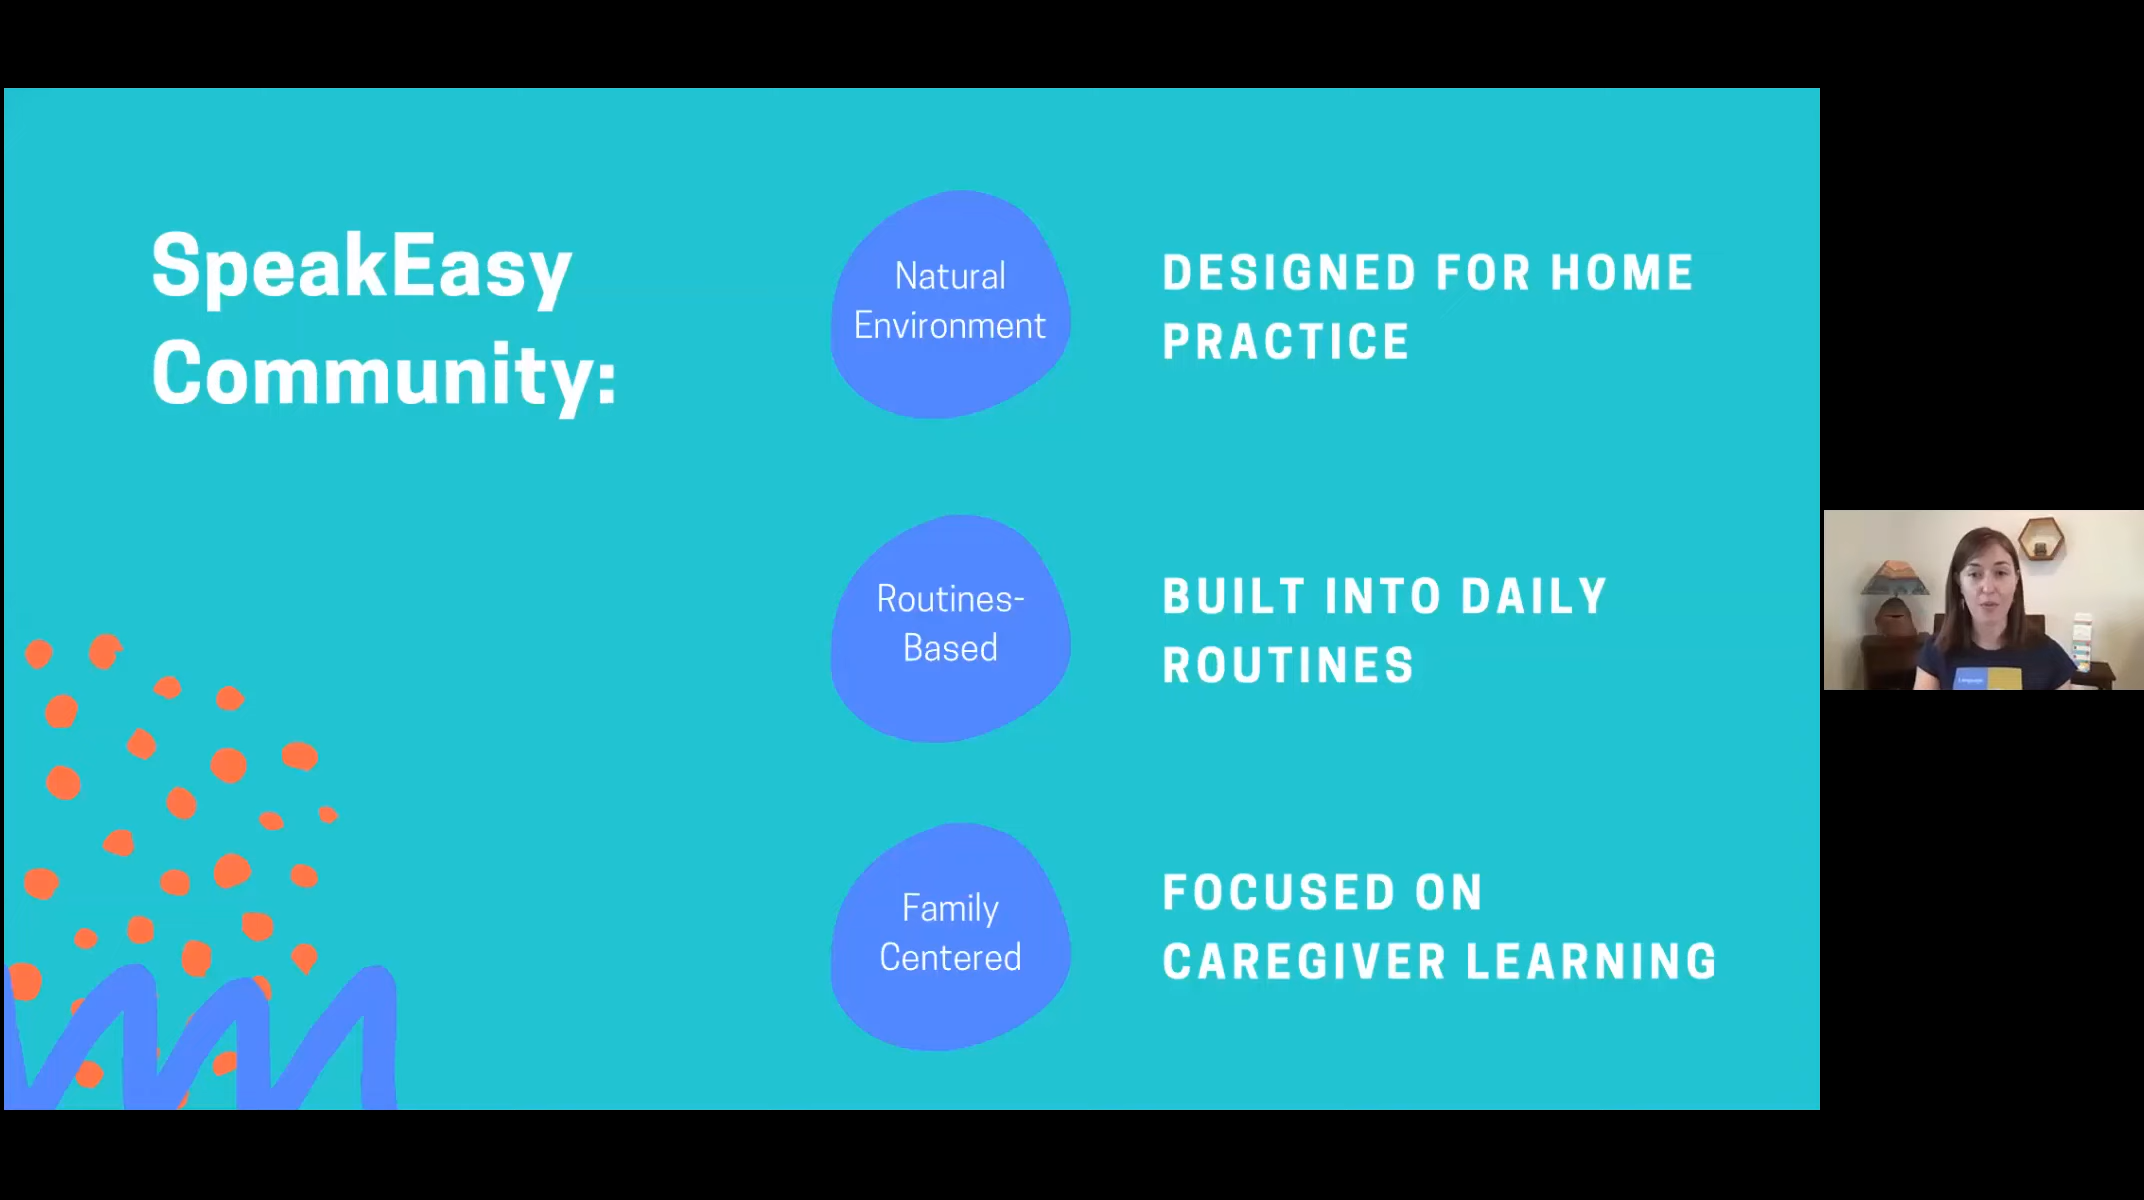 SpeakEasy
Community:
Natural
Environment
DESIGNED FOR HOME
PRACTICE
Routines-
Based
BUILT INTO DAILY
ROUTINES
Family
Centered
FOCUSED ON
CAREGIVER LEARNING
Language